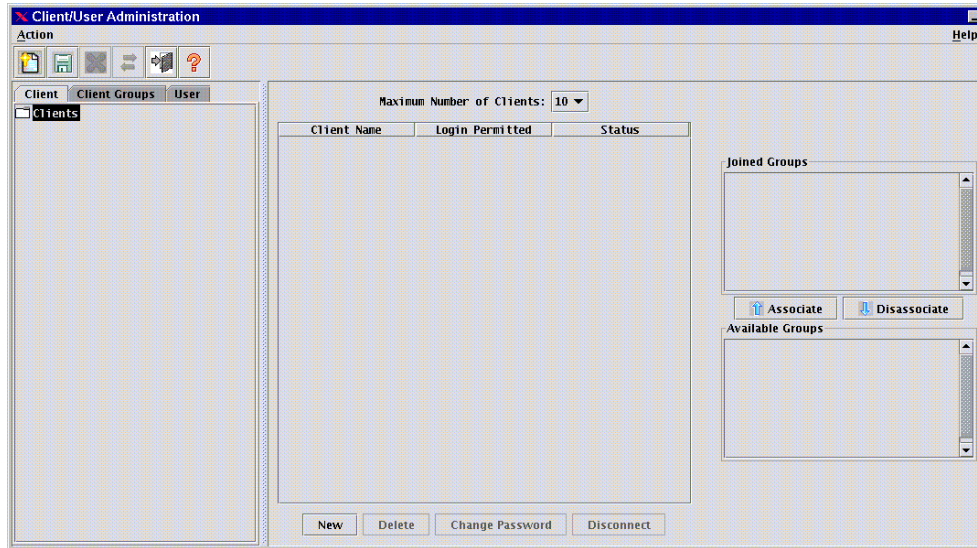 Client/User Administration
Action Help
Client Client Groups User
Clients
Maximum Number of Clients: 10
Client Name Login Permitted Status
Joined Groups
Associate Disassociate
Available Groups
New Delete Change Password Disconnect